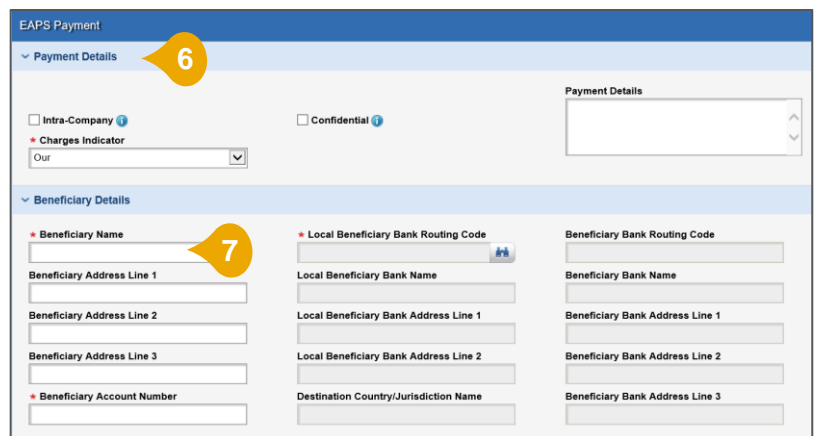 EAPS Payment
Payment Details
6
Payment Details
Intra-Company
Confidential
* Charges Indicator
Our
Beneficiary Details
* Beneficiary Name
* Local Beneficiary Bank Routing Code
Beneficiary Bank Routing Code
7
Beneficiary Address Line 1
Local Beneficiary Bank Name
Beneficiary Bank Name
Beneficiary Address Line 2
Local Beneficiary Bank Address Line 1
Beneficiary Bank Address Line 1
Beneficiary Address Line 3
Local Beneficiary Bank Address Line 2
Beneficiary Bank Address Line 2
* Beneficiary Account Number
Destination Country/Jurisdiction Name
Beneficiary Bank Address Line 3